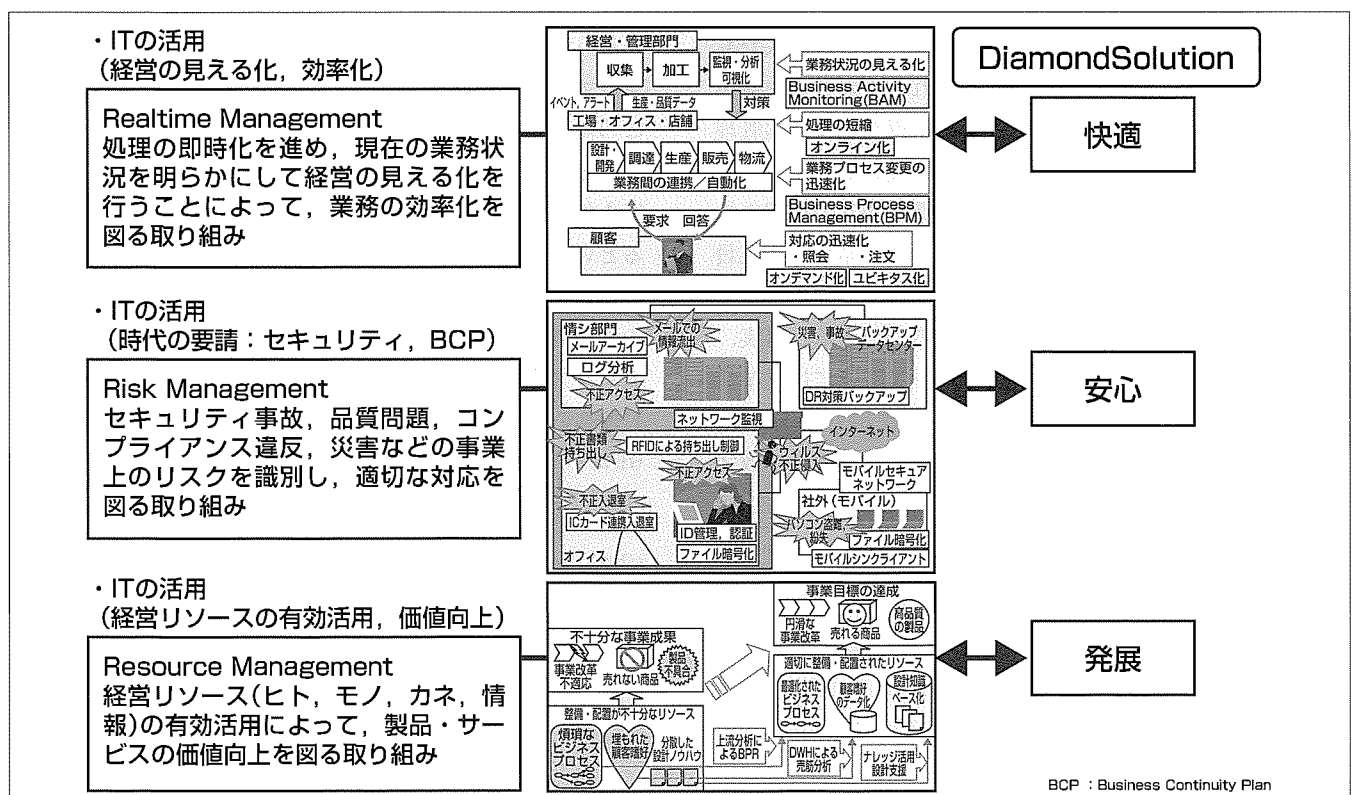 ・ITの活用
（経営の見える化，効率化）
Realtime Management
処理の即時化を進め，現在の業務状
況を明らかにして経営の見える化を
行うことによって，業務の効率化を
図る取り組み
経営・管理部門
収集
加工
監視・分析
可視化
業務状況の見える化
Business Activity
Monitoring(BAM)
イベント，アラート
生産・品質データ
対策
工場・オフィス・店舗
処理の短縮
オンライン化
設計・
開発
調達
生産
販売
物流
業務間の連携／自動化
業務プロセス変更の
迅速化
Business Process
Management(BPM)
要求 回答
顧客
対応の迅速化
・照会 ・注文
オンデマンド化
ユビキタス化
DiamondSolution
快適
・ITの活用
（時代の要請：セキュリティ，BCP）
Risk Management
セキュリティ事故，品質問題，コン
プライアンス違反，災害などの事業
上のリスクを識別し，適切な対応を
図る取り組み
情シ部門
メールでの
情報流出
メールアーカイブ
ログ分析
不正アクセス
ネットワーク監視
災害，事故
バックアップ
データセンター
DR対策バックアップ
不正書類
持ち出し
RFIDによる持ち出し制御
不正アクセス
ウィルス
不正侵入
インターネット
モバイルセキュア
ネットワーク
不正入退室
ICカード連携入退室
ID管理，認証
ファイル暗号化
オフィス
社外（モバイル）
パソコン盗難，
紛失
ファイル暗号化
モバイルシンクライアント
安心
・ITの活用
（経営リソースの有効活用，価値向上）
Resource Management
経営リソース（ヒト，モノ，カネ，情
報）の有効活用によって，製品・サー
ビスの価値向上を図る取り組み
不十分な事業成果
事業改革
不適応
売れない商品
製品
不具合
整備・配置が不十分なリソース
煩瑣な
ビジネス
プロセス
埋もれた
顧客嗜好
分散した
設計ノウハウ
事業目標の達成
円滑な
事業改革
売れる商品
高品質
の製品
適切に整備・配置されたリソース
最適化された
ビジネス
プロセス
顧客嗜好
のデータ化
設計知識
ベース化
上流分析に
よるBPR
DWHによる
売筋分析
ナレッジ活用
設計支援
発展
BCP ：Business Continuity Plan